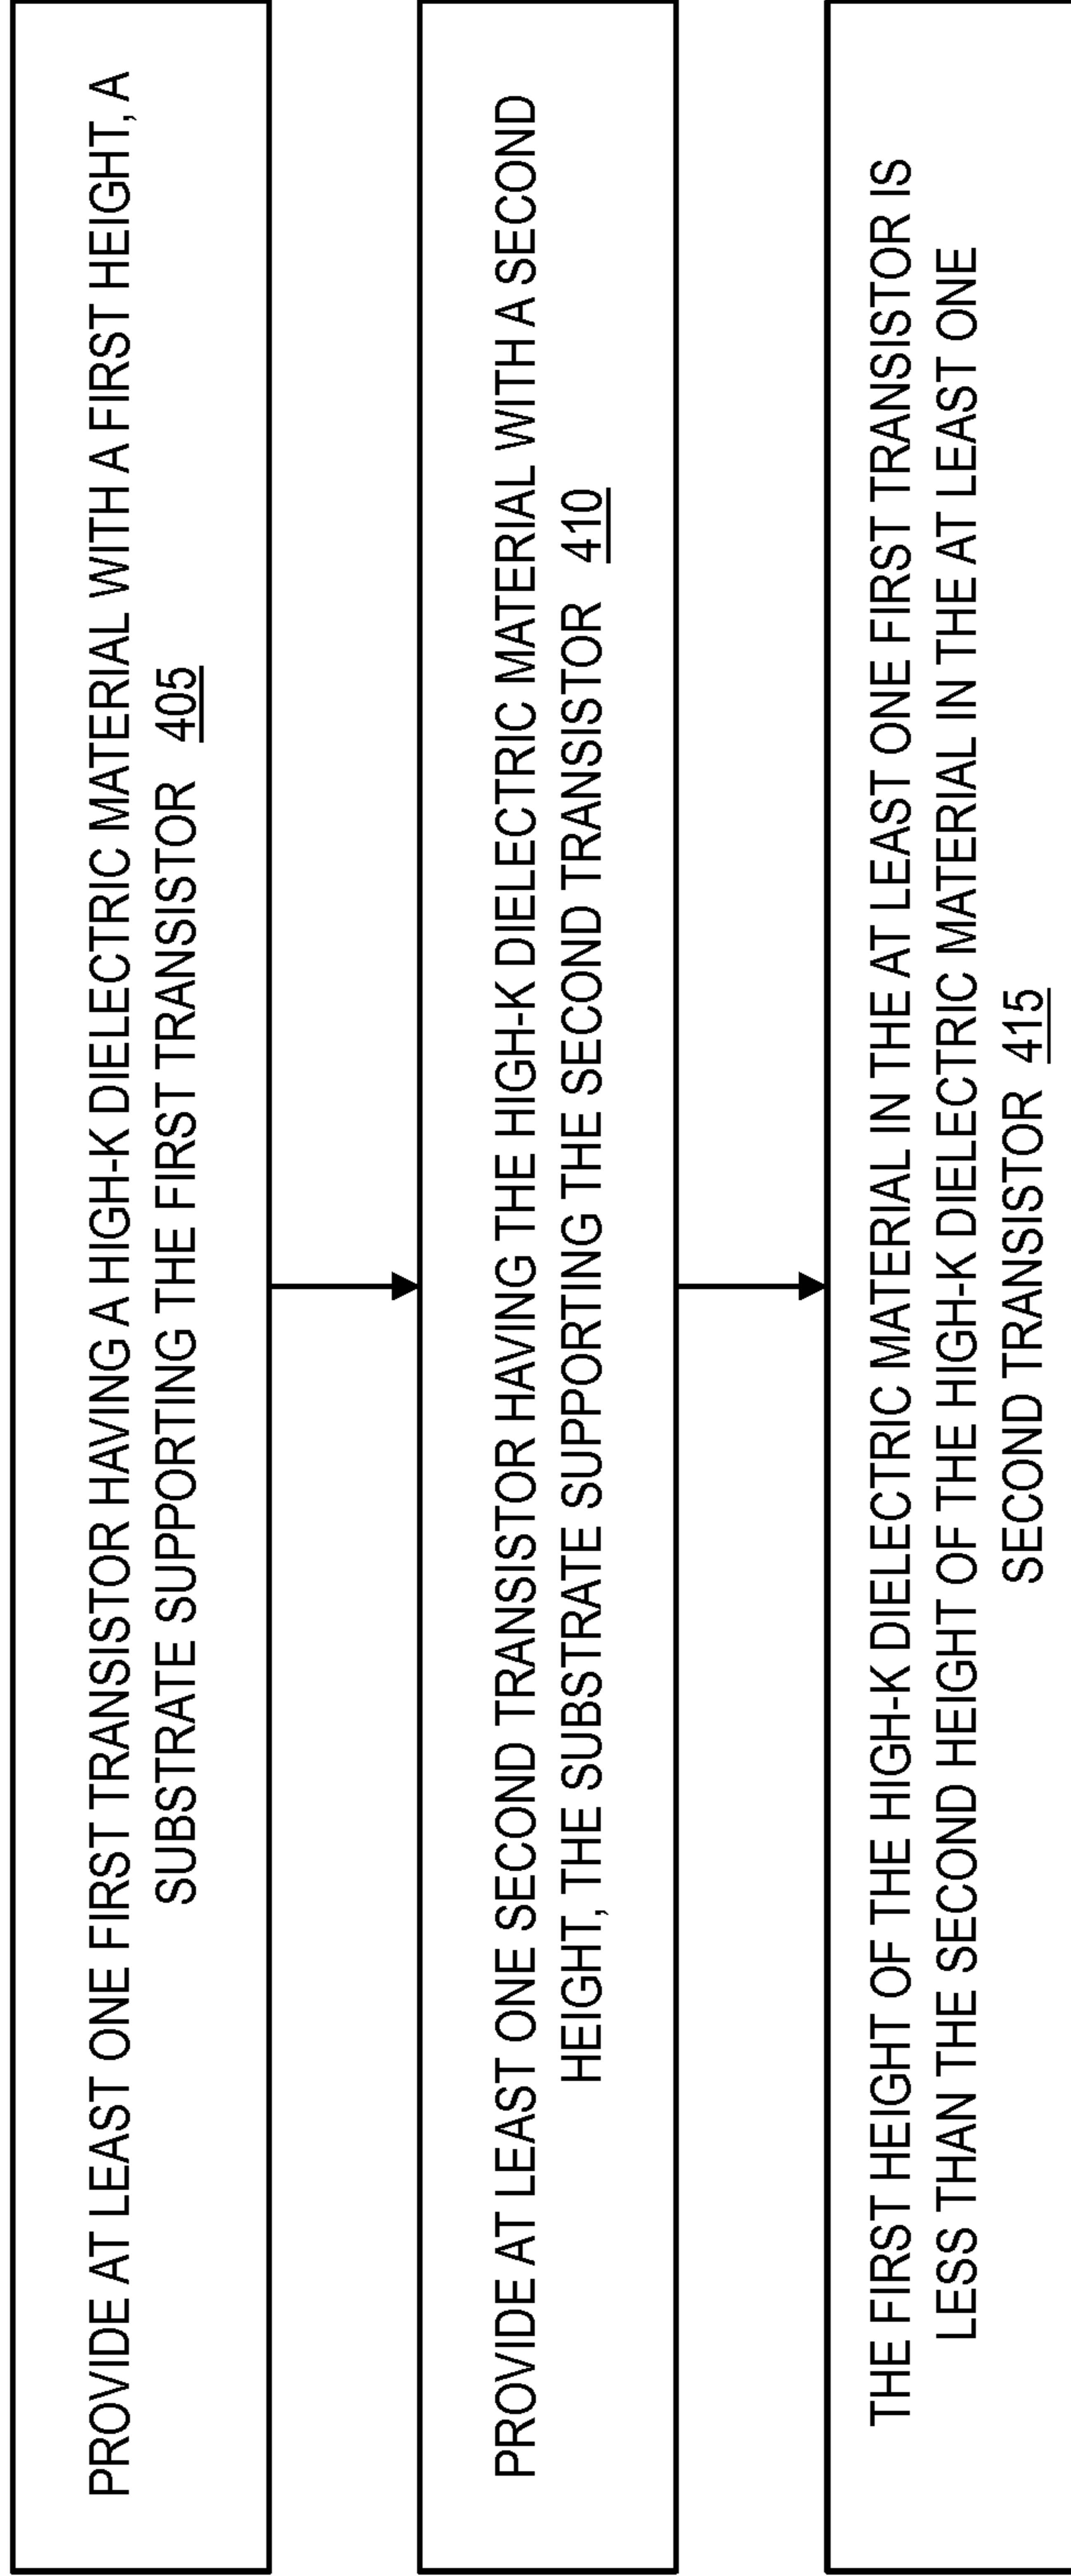 PROVIDE AT LEAST ONE FIRST TRANSISTOR HAVING A HIGH-K DIELECTRIC MATERIAL WITH A FIRST HEIGHT, A
SUBSTRATE SUPPORTING THE FIRST TRANSISTOR 405
PROVIDE AT LEAST ONE SECOND TRANSISTOR HAVING THE HIGH-K DIELECTRIC MATERIAL WITH A SECOND
HEIGHT, THE SUBSTRATE SUPPORTING THE SECOND TRANSISTOR 410
THE FIRST HEIGHT OF THE HIGH-K DIELECTRIC MATERIAL IN THE AT LEAST ONE FIRST TRANSISTOR IS
LESS THAN THE SECOND HEIGHT OF THE HIGH-K DIELECTRIC MATERIAL IN THE AT LEAST ONE
SECOND TRANSISTOR 415